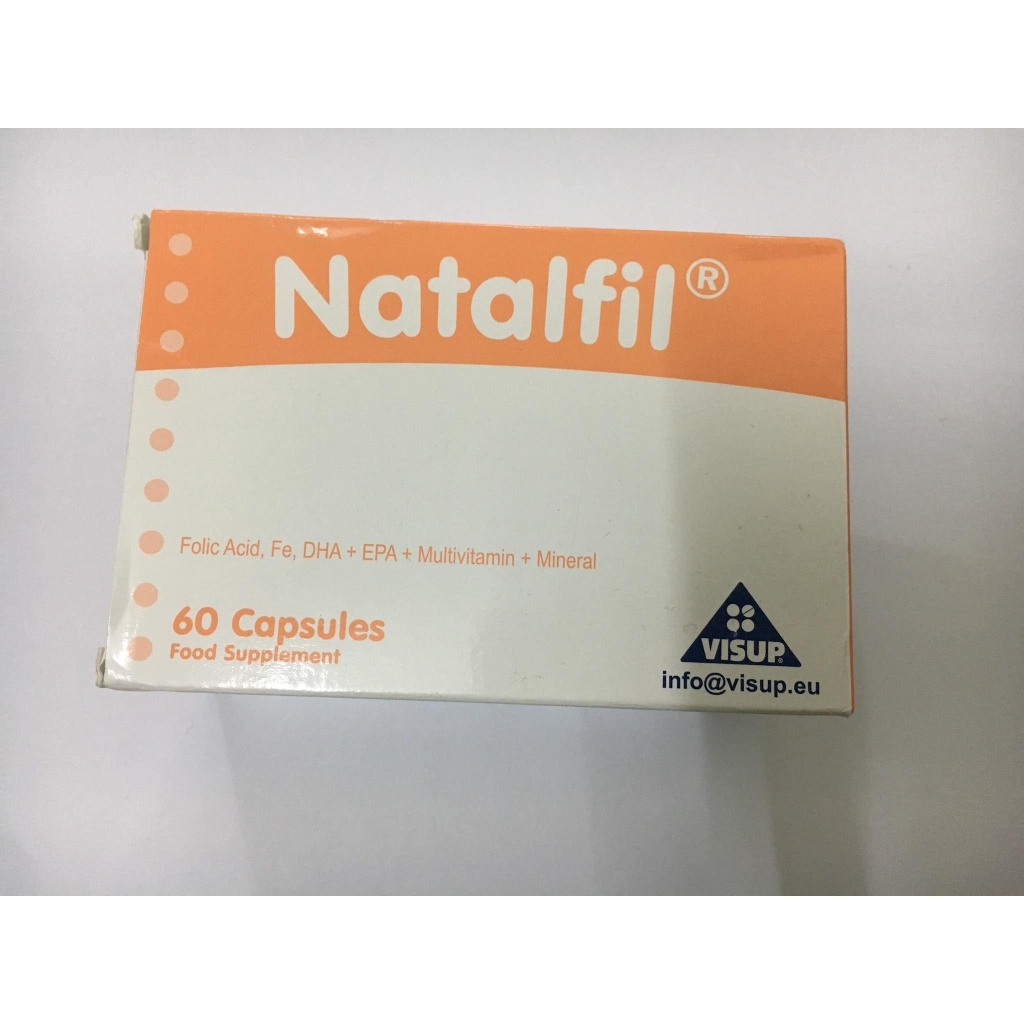 Natalfil®
Folic Acid, Fe, DHA + EPA + Multivitamin + Mineral
60 Capsules
Food Supplement
VISUP®
info@visup.eu